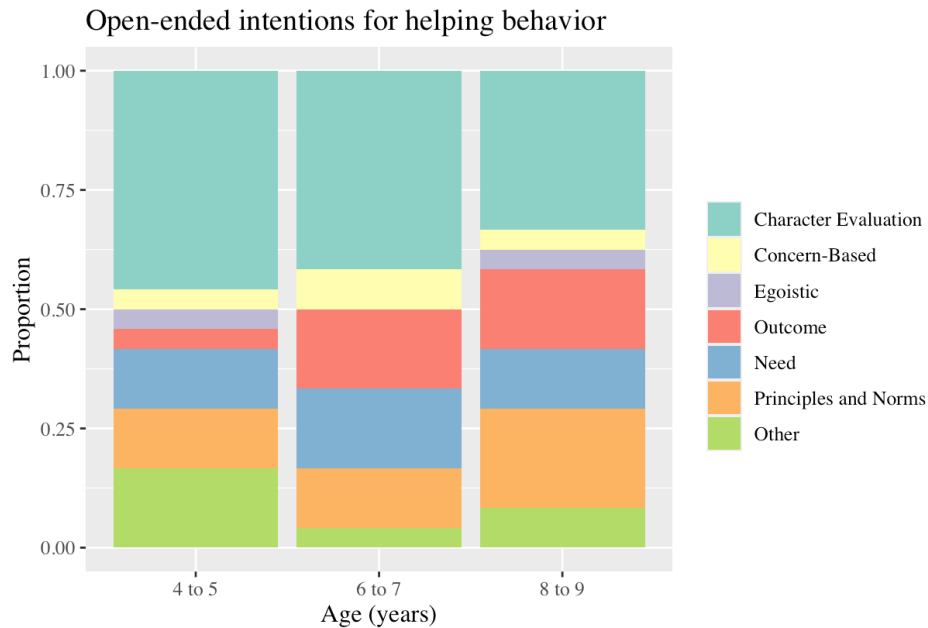 Open-ended intentions for helping behavior
1.00
0.75
0.50
0.25
0.00
Proportion
4 to 5
6 to 7
8 to 9
Age (years)
Character Evaluation
Concern-Based
Egoistic
Outcome
Need
Principles and Norms
Other